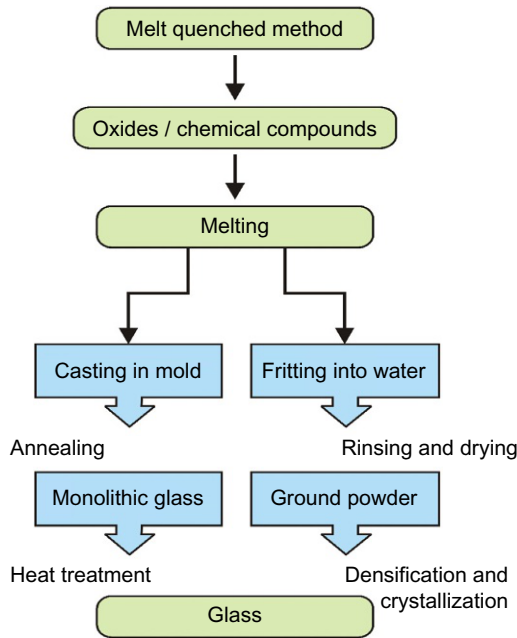 Melt quenched method
Oxides / chemical compounds
Melting
Casting in mold
Fritting into water
Annealing
Rinsing and drying
Monolithic glass
Ground powder
Heat treatment
Densification and
crystallization
Glass